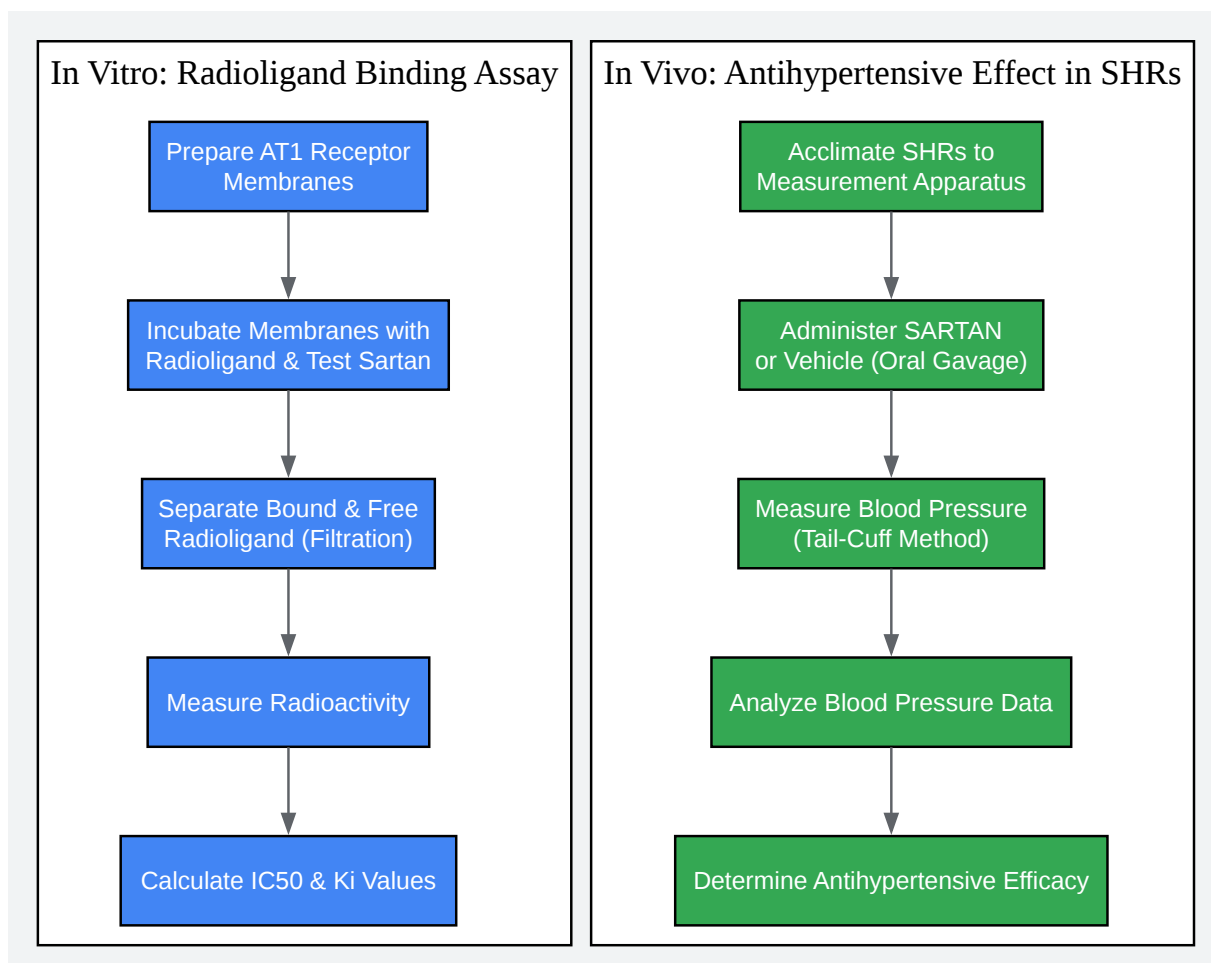 In Vitro: Radioligand Binding Assay
Prepare AT1 Receptor
Membranes
Incubate Membranes with
Radioligand & Test Sartan
Separate Bound & Free
Radioligand (Filtration)
Measure Radioactivity
Calculate IC50 & Ki Values
In Vivo: Antihypertensive Effect in SHRs
Acclimate SHRs to
Measurement Apparatus
Administer SARTAN
or Vehicle (Oral Gavage)
Measure Blood Pressure
(Tail-Cuff Method)
Analyze Blood Pressure Data
Determine Antihypertensive Efficacy